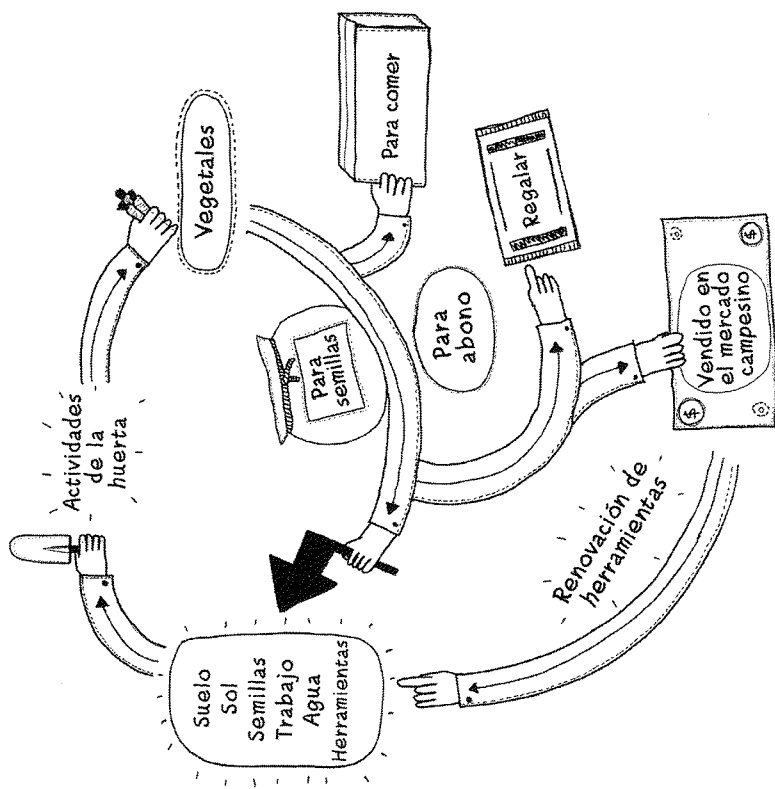 Suelo
Sol
Semillas
Trabajo
Agua
Herramientas
Actividades
de la
huerta
Vegetales
Para
semillas
Para comer
Para
abono
Regalar
Vendido en
el mercado
campesino
$
$
Renovación de
herramientas